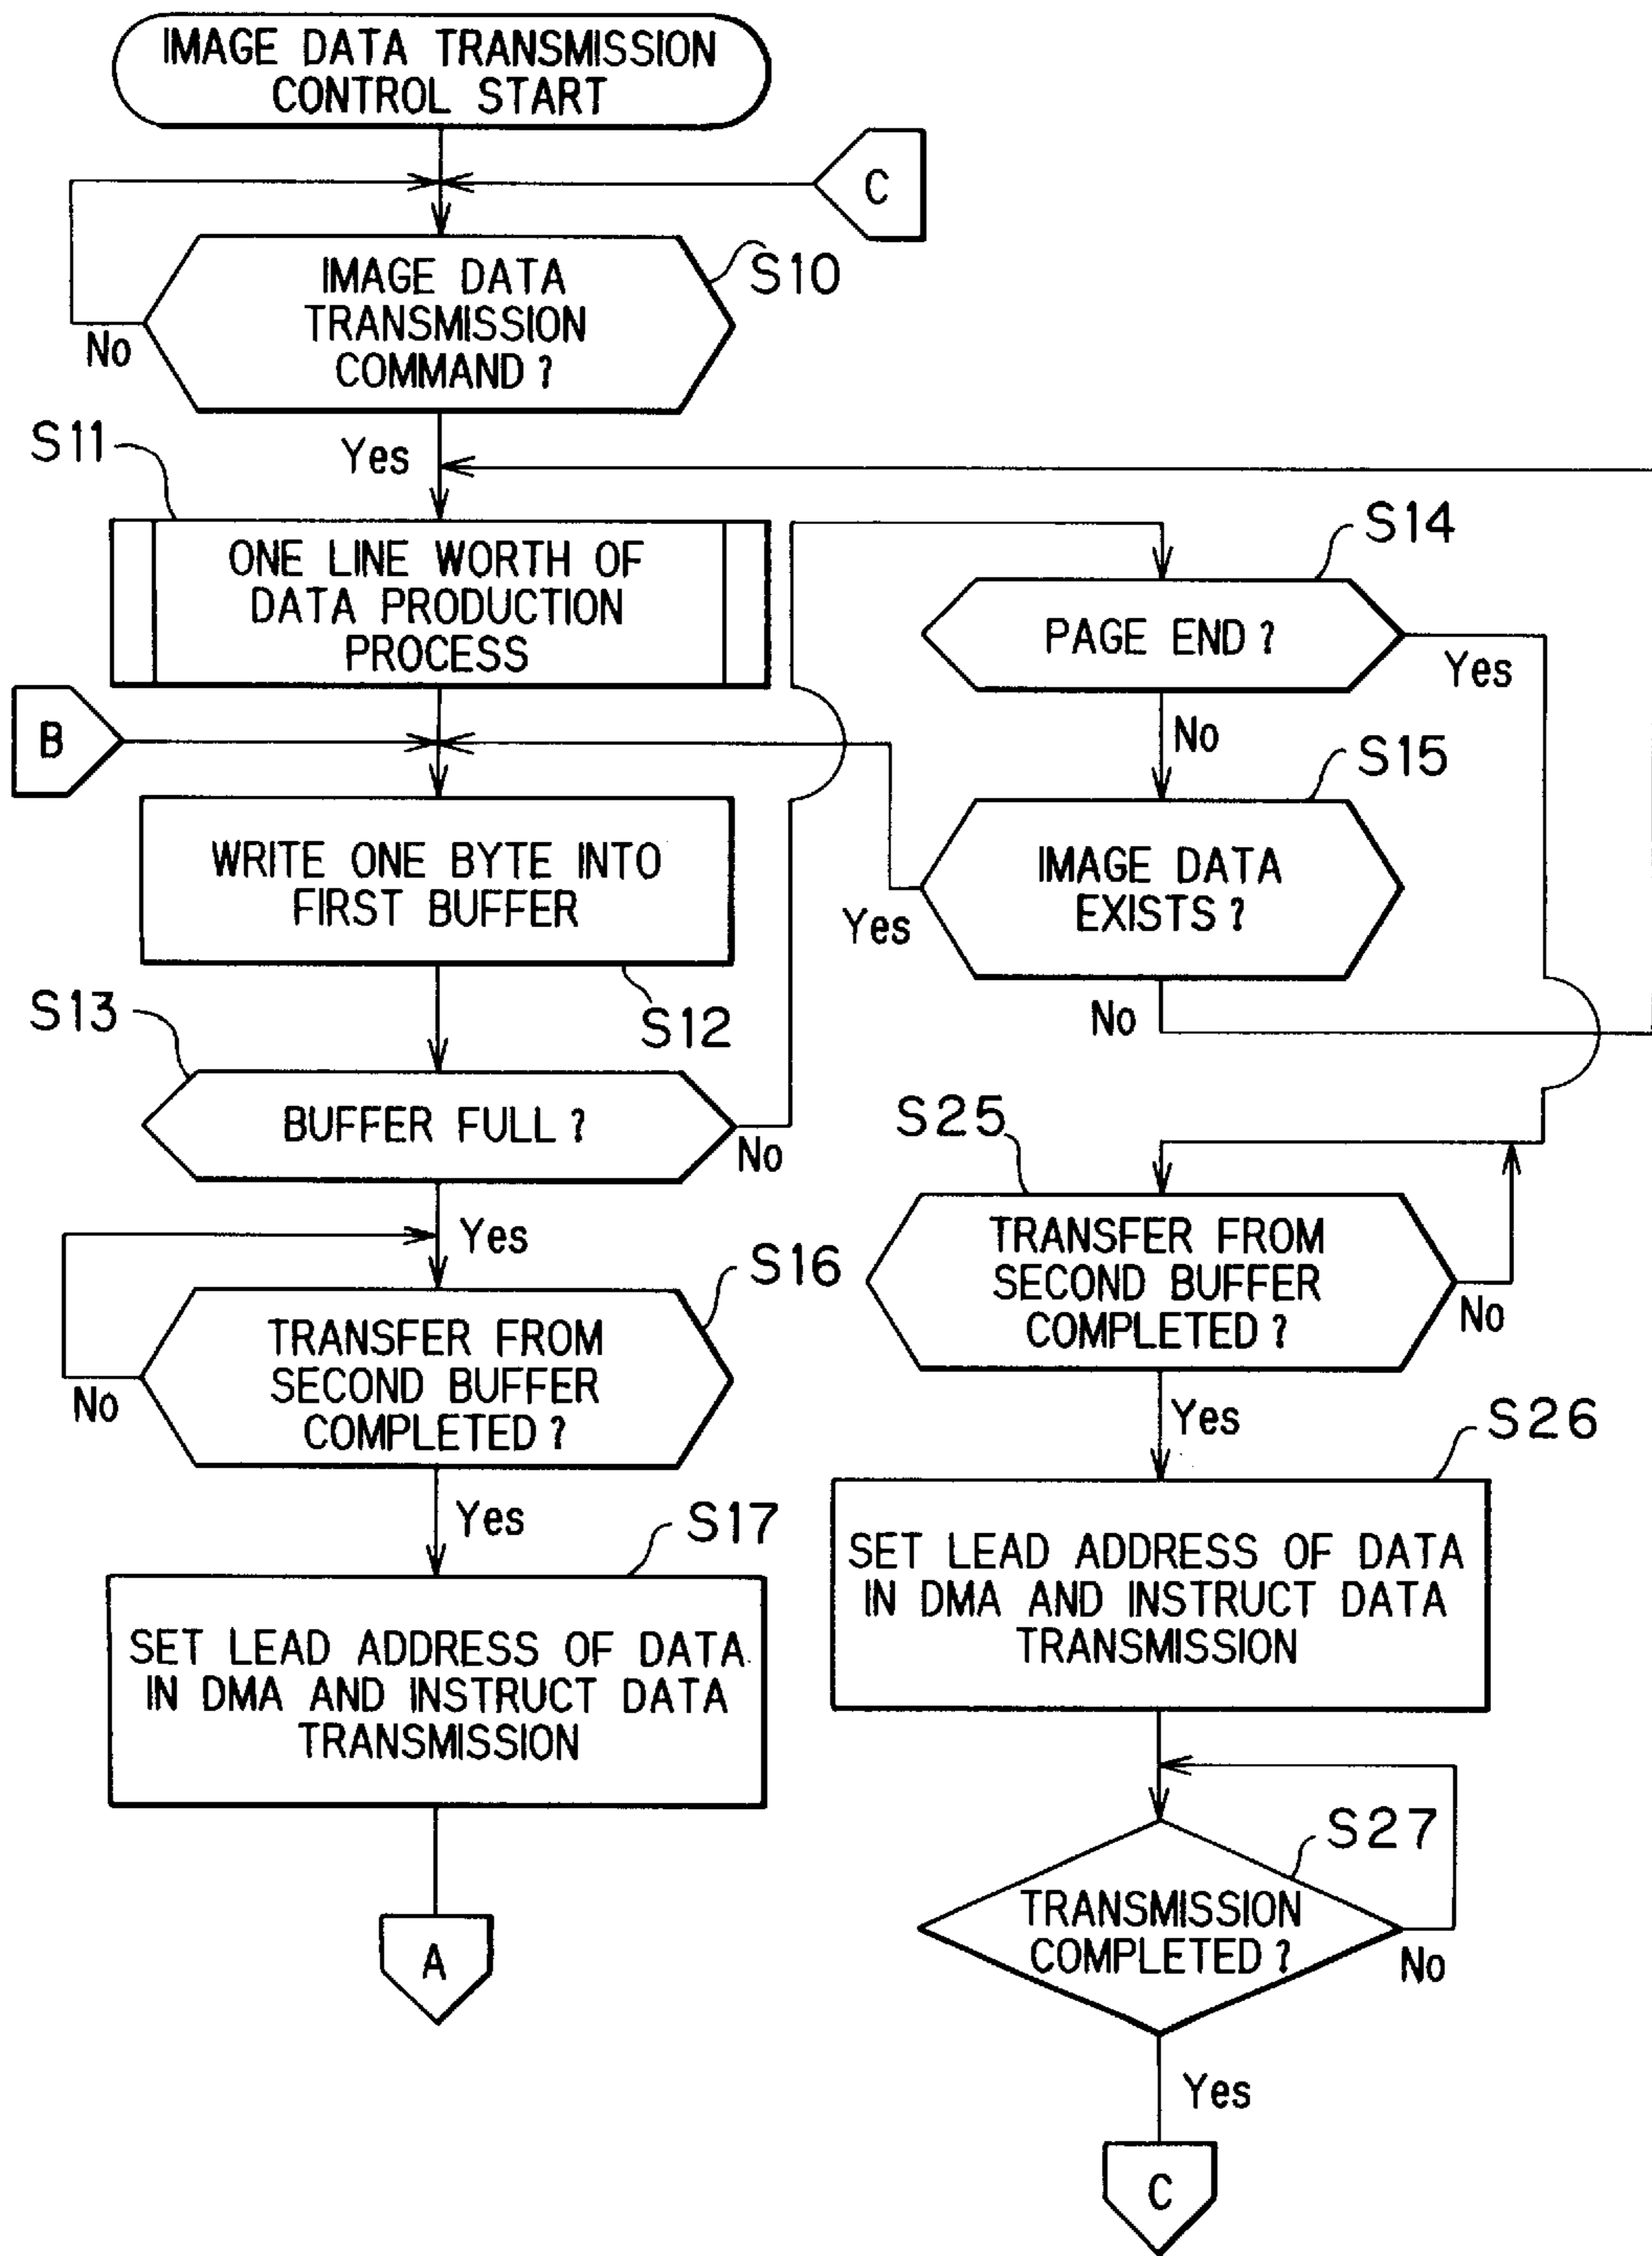 IMAGE DATA TRANSMISSION
CONTROL START
C
IMAGE DATA
TRANSMISSION
COMMAND ?
S10
No
Yes
S11
ONE LINE WORTH OF
DATA PRODUCTION
PROCESS
B
WRITE ONE BYTE INTO
FIRST BUFFER
S12
S13
BUFFER FULL ?
No
Yes
S14
PAGE END ?
Yes
No
S15
IMAGE DATA
EXISTS ?
Yes
No
S16
TRANSFER FROM
SECOND BUFFER
COMPLETED ?
No
Yes
S17
SET LEAD ADDRESS OF DATA
IN DMA AND INSTRUCT DATA
TRANSMISSION
A
S25
TRANSFER FROM
SECOND BUFFER
COMPLETED ?
No
Yes
S26
SET LEAD ADDRESS OF DATA
IN DMA AND INSTRUCT DATA
TRANSMISSION
S27
TRANSMISSION
COMPLETED ?
No
Yes
C